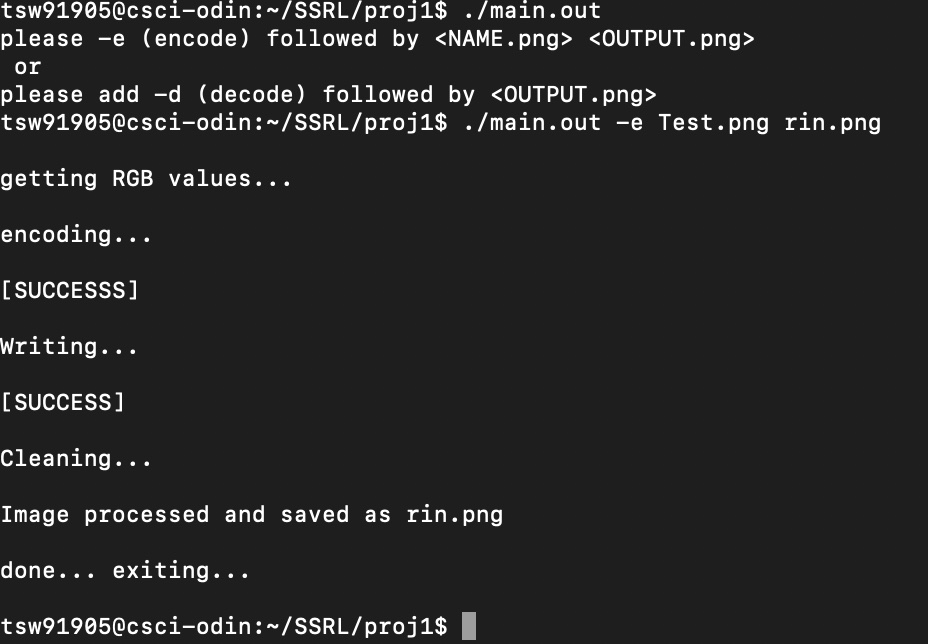 tsw91905@csci-odin:~/SSRL/proj1$ ./main.out
please -e (encode) followed by <NAME.png> <OUTPUT.png>
or
please add -d (decode) followed by <OUTPUT.png>
tsw91905@csci-odin:~/SSRL/proj1$ ./main.out -e Test.png rin.png
getting RGB values...
encoding...
[SUCCESSS]
Writing...
[SUCCESS]
Cleaning...
Image processed and saved as rin.png
done... exiting...
tsw91905@csci-odin:~/SSRL/proj1$